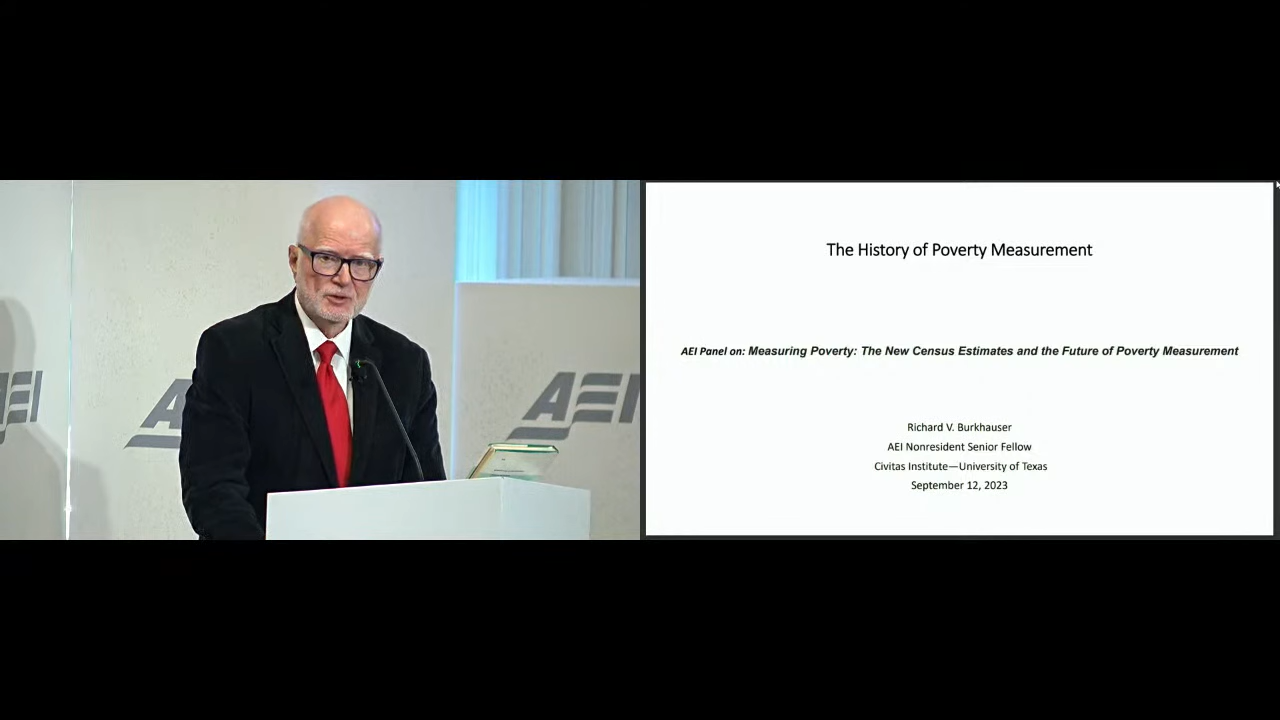 AEI
AEI
AEI
The History of Poverty Measurement
AEI Panel on: Measuring Poverty: The New Census Estimates and the Future of Poverty Measurement
Richard V. Burkhauser
AEI Nonresident Senior Fellow
Civitas Institute—University of Texas
September 12, 2023